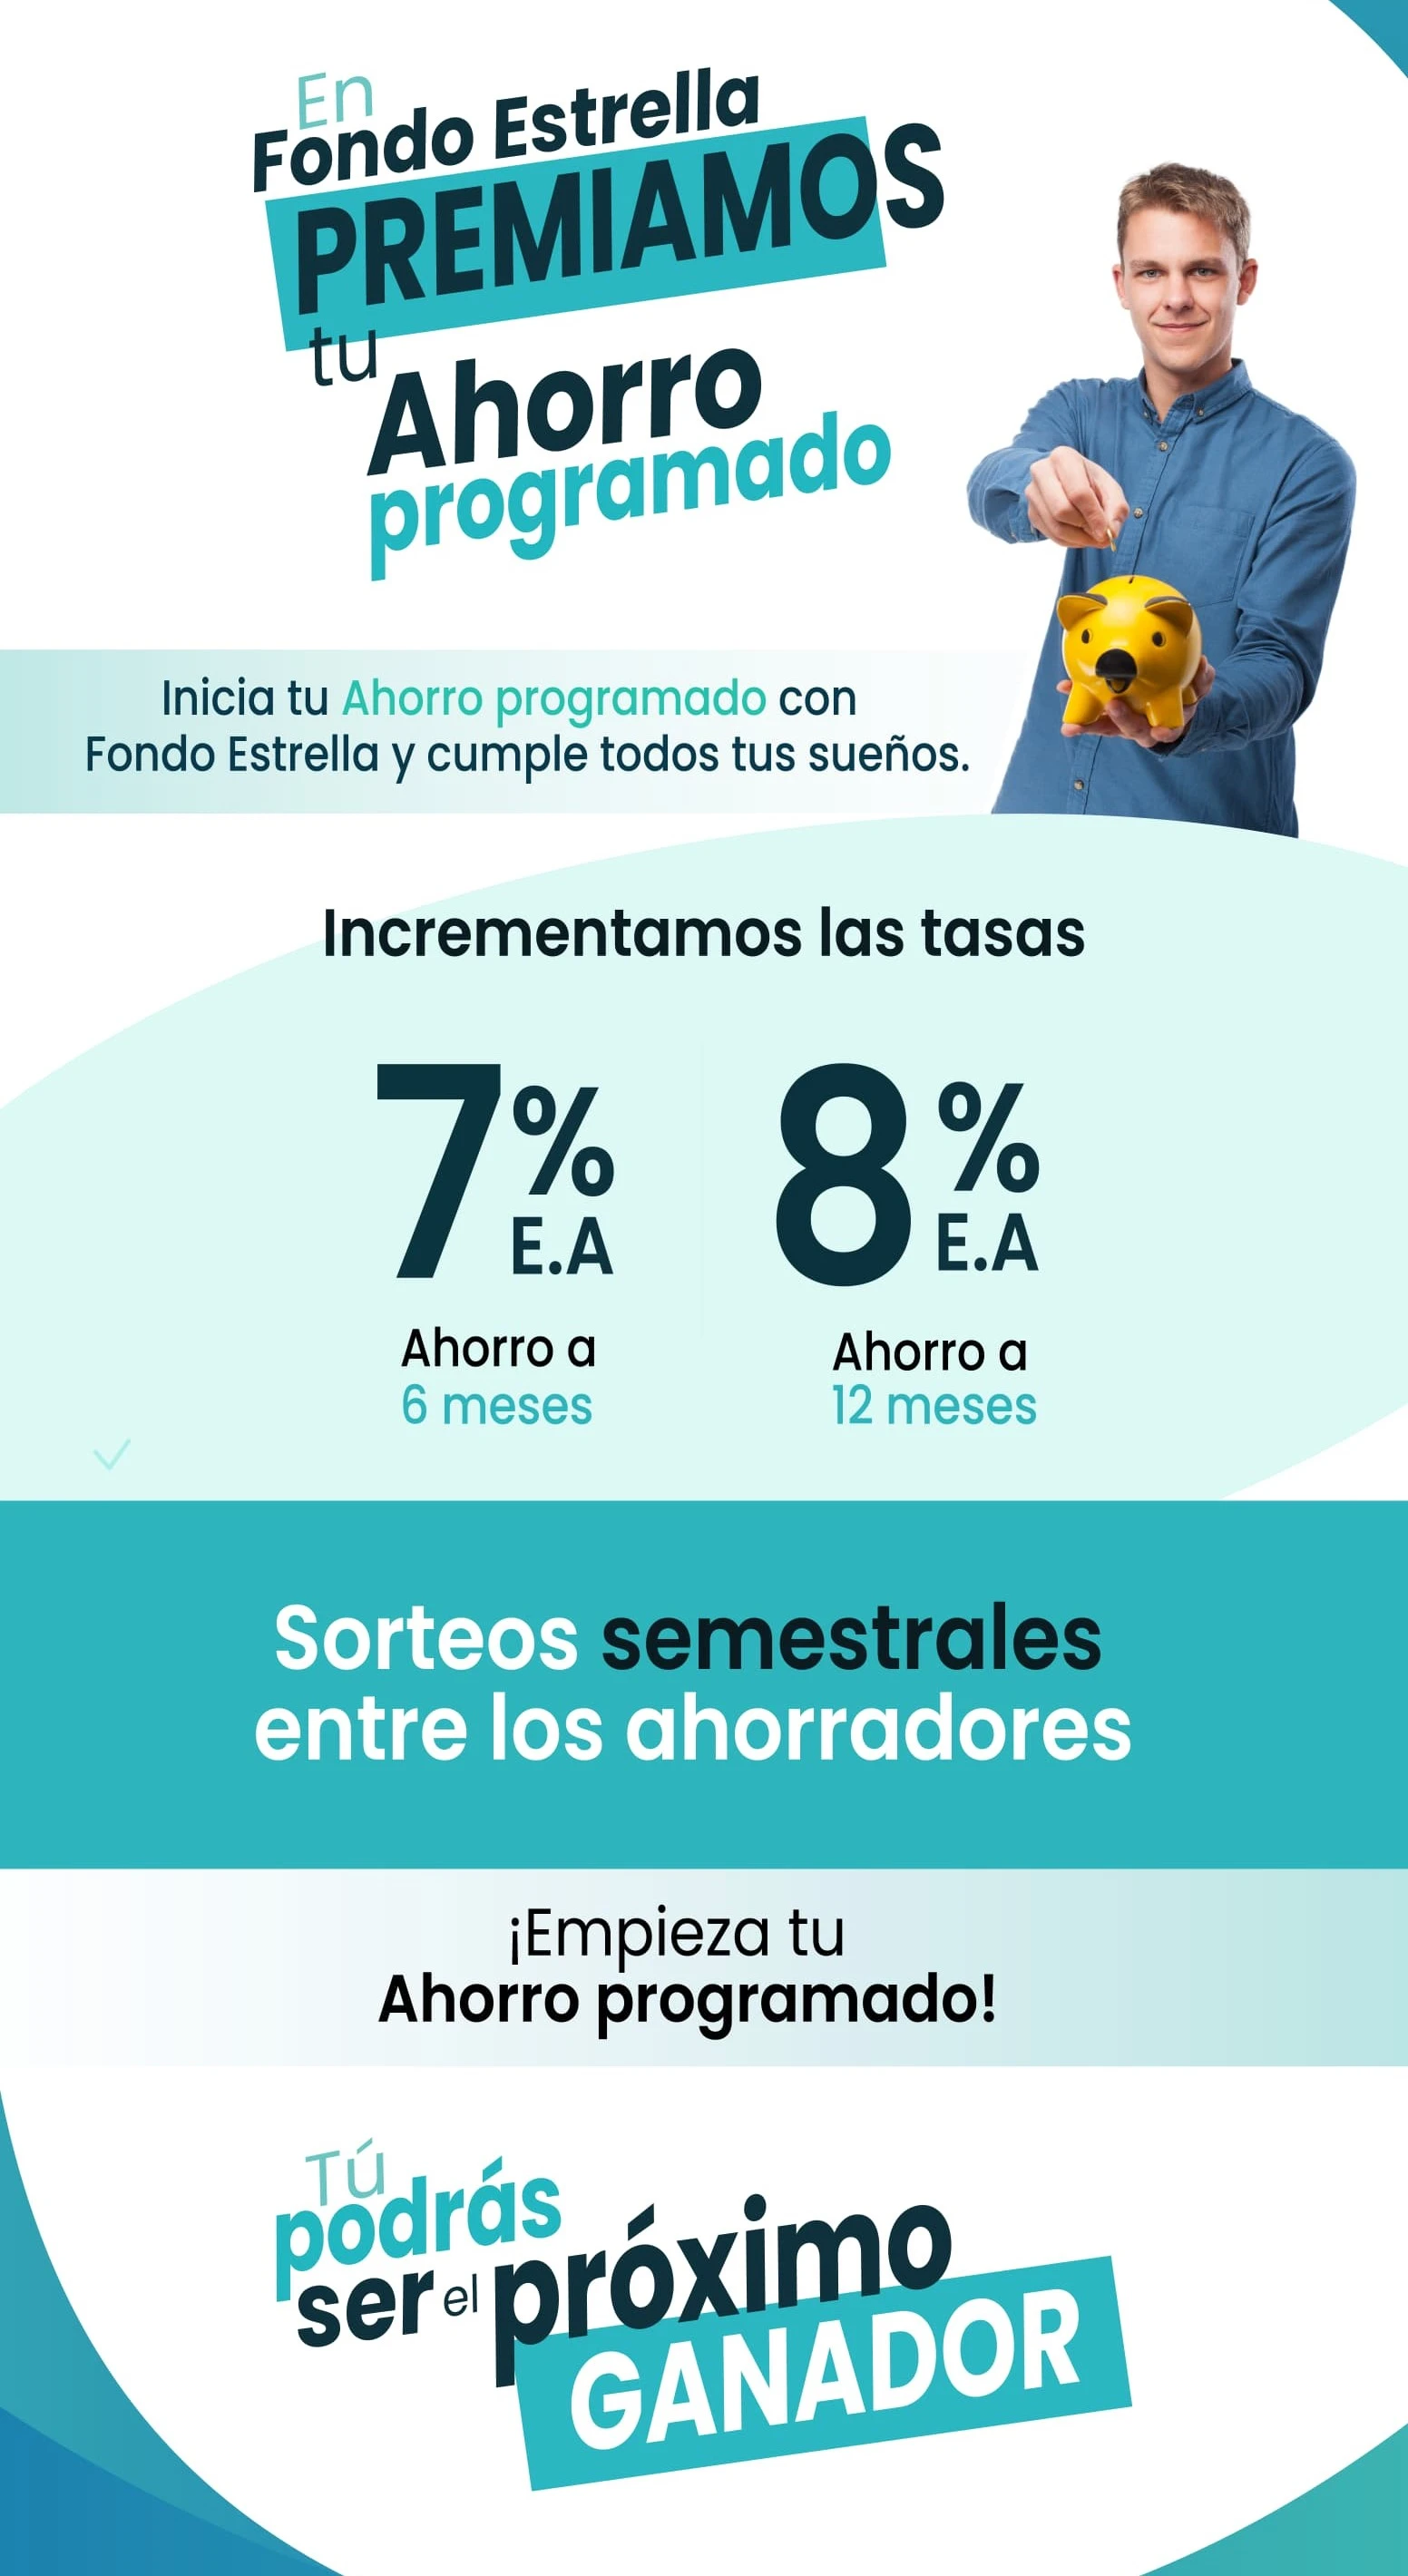 En
Fondo Estrella
PREMIAMOS
tu
Ahorro
programado
Inicia tu Ahorro programado con
Fondo Estrella y cumple todos tus sueños.
Incrementamos las tasas
7% E.A
Ahorro a
6 meses
8% E.A
Ahorro a
12 meses
Sorteos semestrales
entre los ahorradores
¡Empieza tu
Ahorro programado!
Tú
podrás
ser el próximo
GANADOR